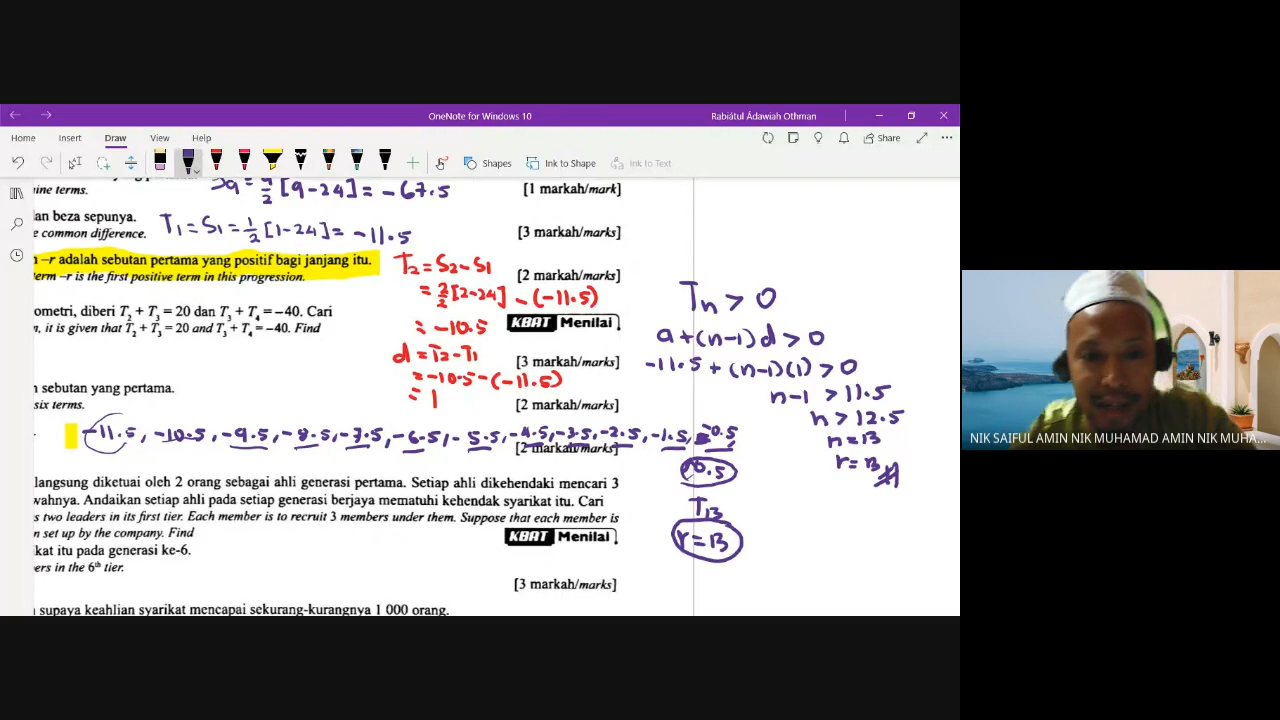 OneNote for Windows 10
Rabiátul Ádawiah Othman
Home Insert Draw View Help
Share
Shapes Ink to Shape Ink to Text
= 9/2 [9-24] = -67.5
nine terms. [1 markah/mark]
dan beza sepunya.
e common difference. [3 markah/marks]
T1 = S1 = 1/2 [1-24] = -11.5
n –r adalah sebutan pertama yang positif bagi janjang itu.
term –r is the first positive term in this progression. [2 markah/marks]
T2 = S2 - S1
= 2/2 [2-24] - (-11.5)
= -10.5
d = T2 - T1
= -10.5 - (-11.5)
= 1
ometri, diberi T2 + T3 = 20 dan T3 + T4 = –40. Cari
n, it is given that T2 + T3 = 20 and T3 + T4 = –40. Find
KBAT Menilai
[3 markah/marks]
n sebutan yang pertama.
six terms. [2 markah/marks]
-11.5, -10.5, -9.5, -8.5, -7.5, -6.5, -5.5, -4.5, -3.5, -2.5, -1.5, -0.5
[2 markah/marks]
0.5
T13
r = 13
Tn > 0
a + (n-1) d > 0
-11.5 + (n-1)(1) > 0
n-1 > 11.5
n > 12.5
n = 13
r = 13
langsung diketuai oleh 2 orang sebagai ahli generasi pertama. Setiap ahli dikehendaki mencari 3
wahnya. Andaikan setiap ahli pada setiap generasi berjaya mematuhi kehendak syarikat itu. Cari
s two leaders in its first tier. Each member is to recruit 3 members under them. Suppose that each member is
n set up by the company. Find
KBAT Menilai
ikat itu pada generasi ke-6.
bers in the 6th tier.
[3 markah/marks]
n supaya keahlian syarikat mencapai sekurang-kurangnya 1 000 orang.
NIK SAIFUL AMIN NIK MUHAMAD AMIN NIK MUHA...